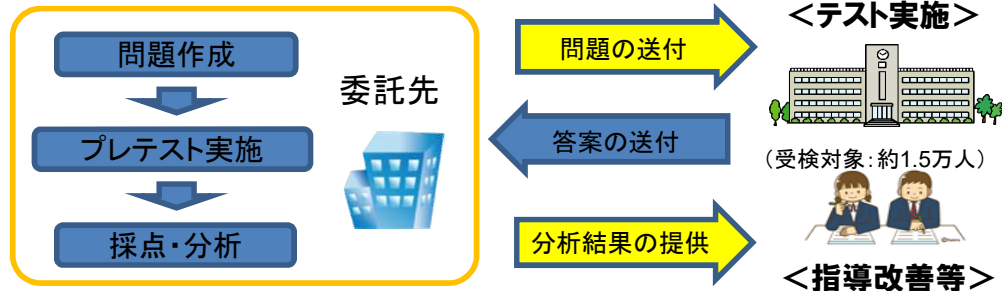 問題作成
プレテスト実施
採点・分析
委託先
問題の送付
答案の送付
分析結果の提供
＜テスト実施＞
（受検対象：約1.5万人）
＜指導改善等＞